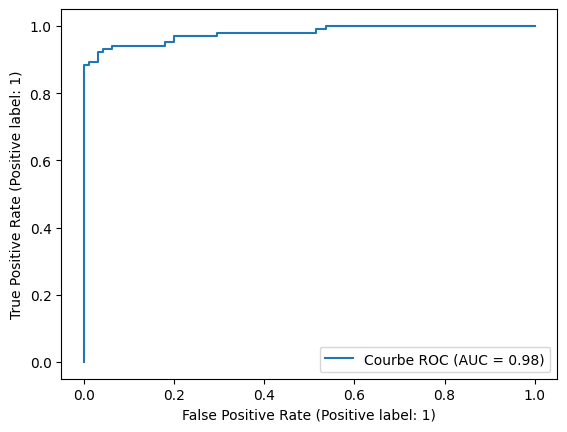 1.0
0.8
0.6
0.4
0.2
0.0
True Positive Rate (Positive label: 1)
Courbe ROC (AUC = 0.98)
0.0 0.2 0.4 0.6 0.8 1.0
False Positive Rate (Positive label: 1)